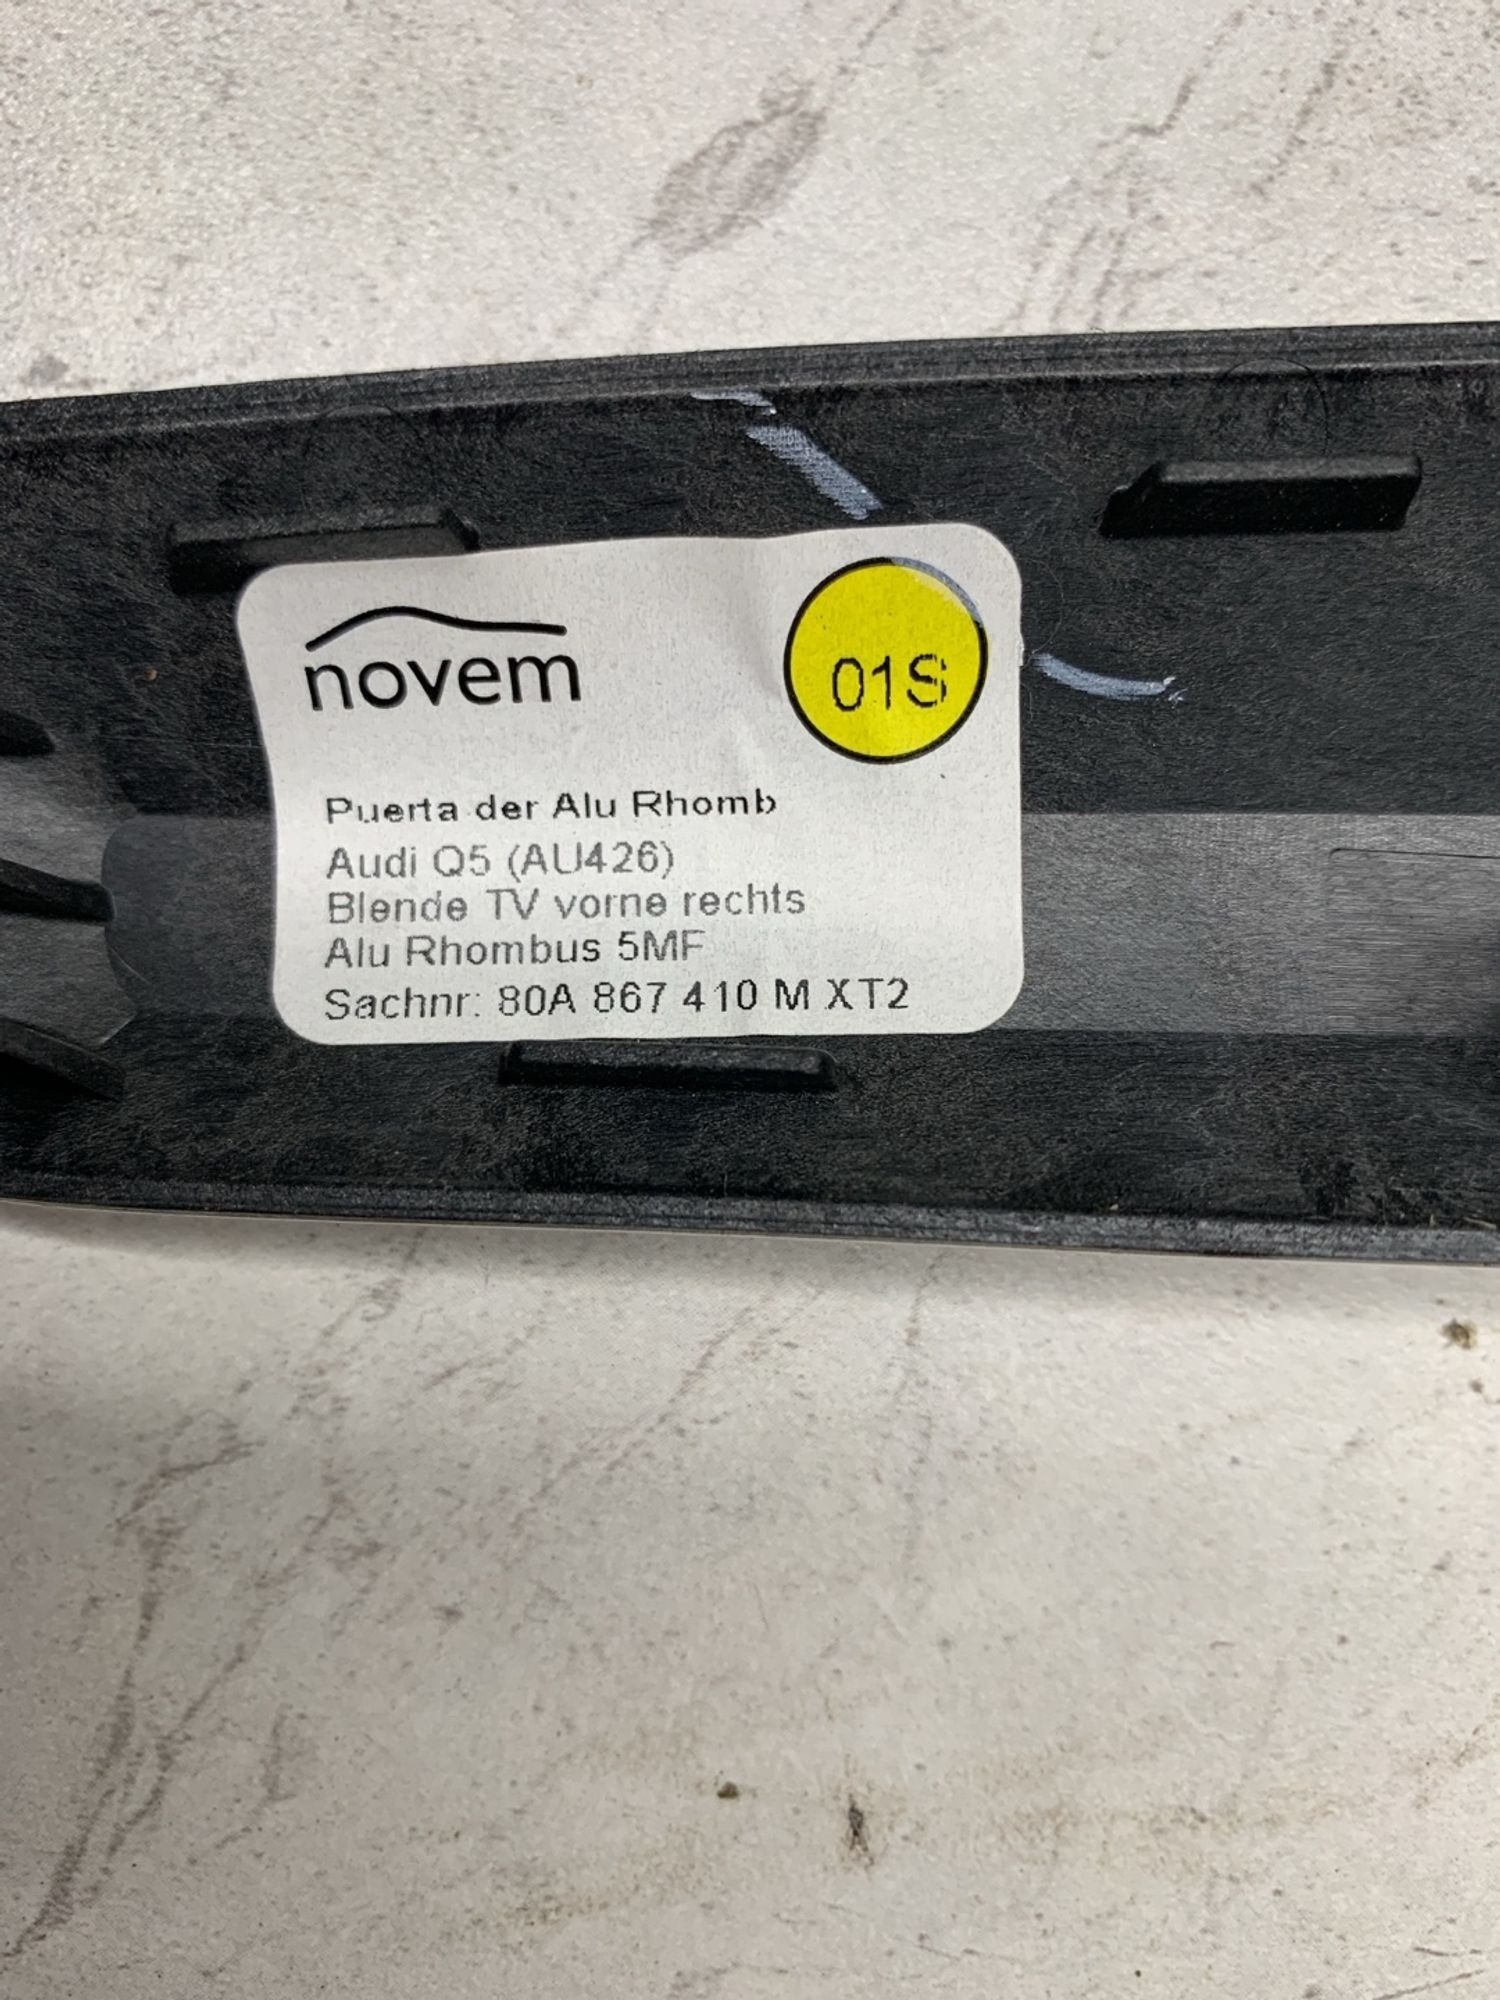 novem
01S
Puerta der Alu Rhomb
Audi Q5 (AU426)
Blende TV vorne rechts
Alu Rhombus 5MF
Sachnr: 80A 867 410 M XT2